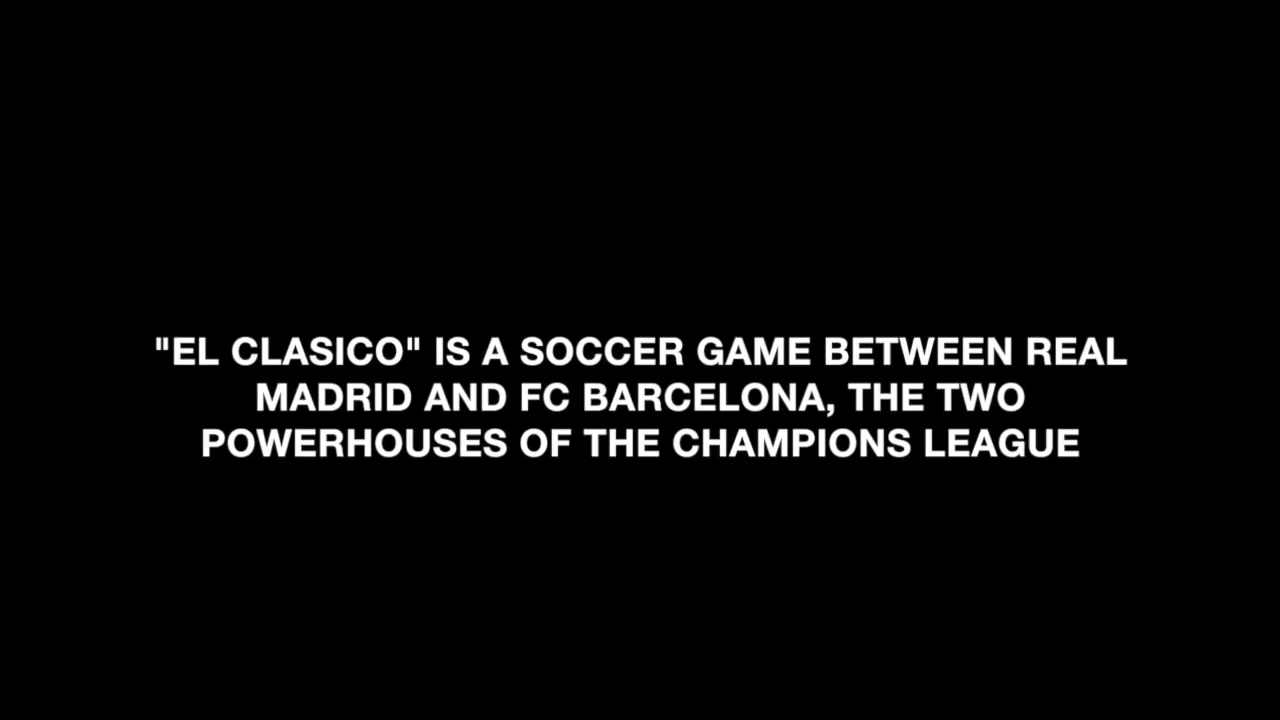 "EL CLASICO" IS A SOCCER GAME BETWEEN REAL
MADRID AND FC BARCELONA, THE TWO
POWERHOUSES OF THE CHAMPIONS LEAGUE